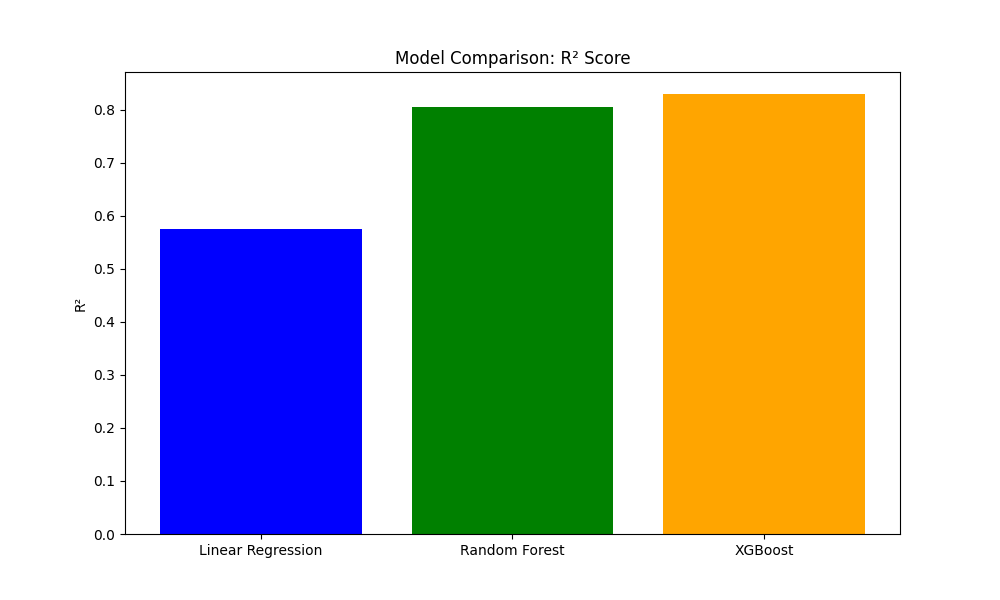 Model Comparison: R² Score
R²
0.8
0.7
0.6
0.5
0.4
0.3
0.2
0.1
0.0
Linear Regression
Random Forest
XGBoost